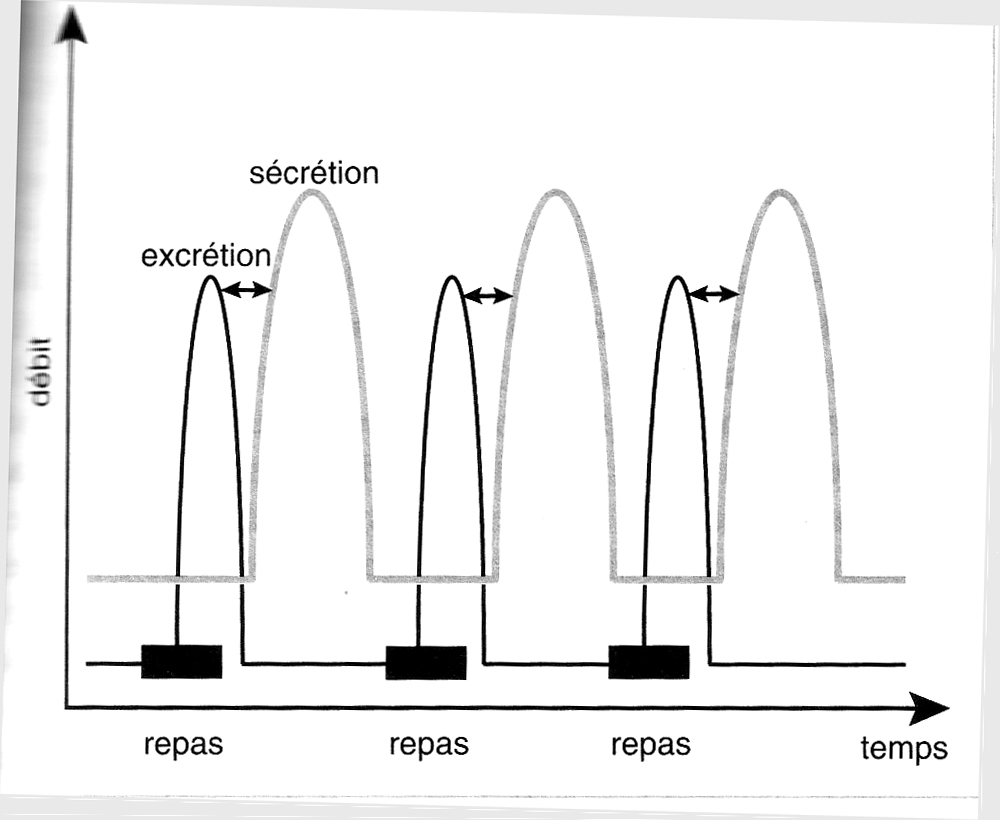 sécrétion
excrétion
débit
repas
repas
repas
temps